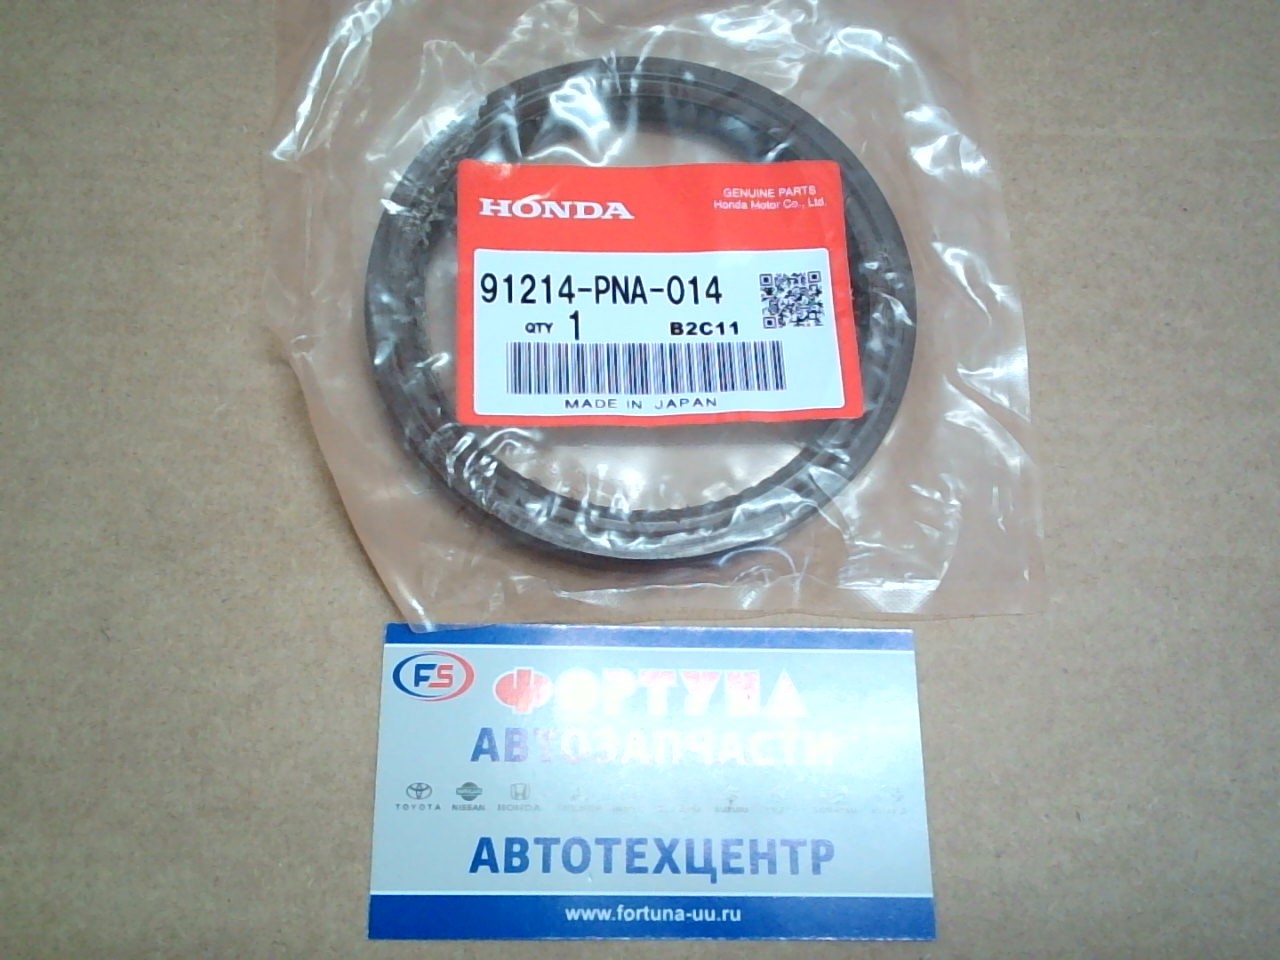 HONDA
GENUINE PARTS
Honda Motor Co., Ltd.
91214-PNA-014
QTY 1 B2C11
MADE IN JAPAN
FS
ФОРТУНА
АВТОЗАПЧАСТИ
TOYOTA NISSAN HONDA
АВТОТЕХЦЕНТР
www.fortuna-uu.ru